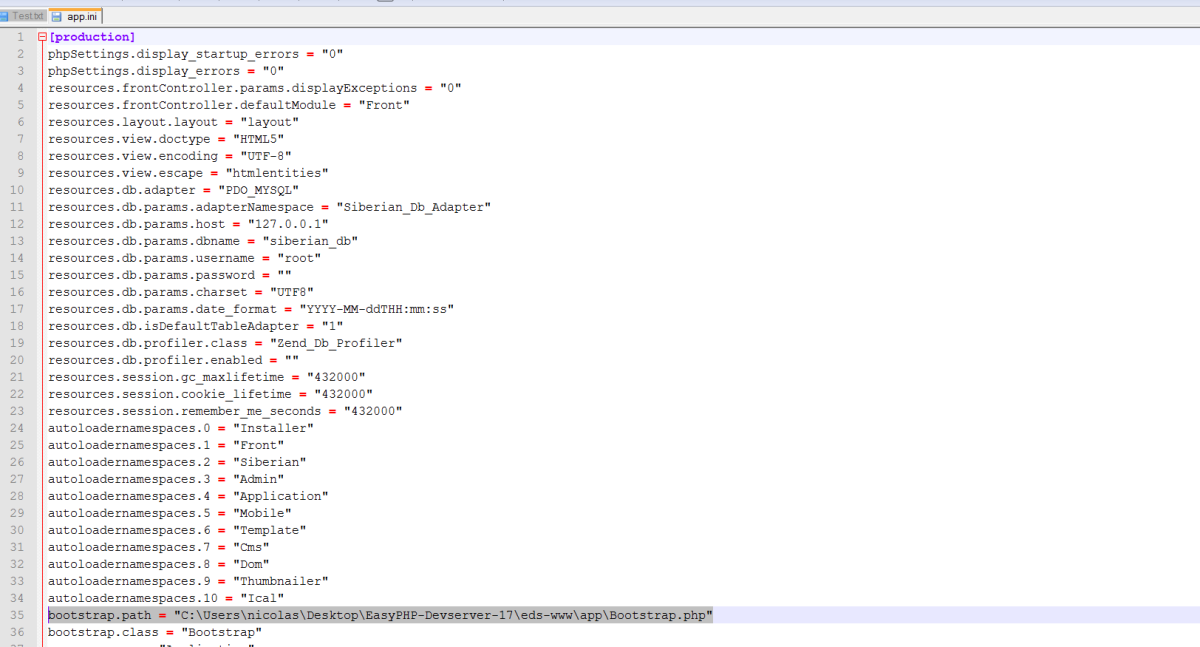 Test.txt app.ini
1 [production]
2 phpSettings.display_startup_errors = "0"
3 phpSettings.display_errors = "0"
4 resources.frontController.params.displayExceptions = "0"
5 resources.frontController.defaultModule = "Front"
6 resources.layout.layout = "layout"
7 resources.view.doctype = "HTML5"
8 resources.view.encoding = "UTF-8"
9 resources.view.escape = "htmlentities"
10 resources.db.adapter = "PDO_MYSQL"
11 resources.db.params.adapterNamespace = "Siberian_Db_Adapter"
12 resources.db.params.host = "127.0.0.1"
13 resources.db.params.dbname = "siberian_db"
14 resources.db.params.username = "root"
15 resources.db.params.password = ""
16 resources.db.params.charset = "UTF8"
17 resources.db.params.date_format = "YYYY-MM-ddTHH:mm:ss"
18 resources.db.isDefaultTableAdapter = "1"
19 resources.db.profiler.class = "Zend_Db_Profiler"
20 resources.db.profiler.enabled = ""
21 resources.session.gc_maxlifetime = "432000"
22 resources.session.cookie_lifetime = "432000"
23 resources.session.remember_me_seconds = "432000"
24 autoloadernamespaces.0 = "Installer"
25 autoloadernamespaces.1 = "Front"
26 autoloadernamespaces.2 = "Siberian"
27 autoloadernamespaces.3 = "Admin"
28 autoloadernamespaces.4 = "Application"
29 autoloadernamespaces.5 = "Mobile"
30 autoloadernamespaces.6 = "Template"
31 autoloadernamespaces.7 = "Cms"
32 autoloadernamespaces.8 = "Dom"
33 autoloadernamespaces.9 = "Thumbnailer"
34 autoloadernamespaces.10 = "Ical"
35 bootstrap.path = "C:\Users\nicolas\Desktop\EasyPHP-Devserver-17\eds-www\app\Bootstrap.php"
36 bootstrap.class = "Bootstrap"